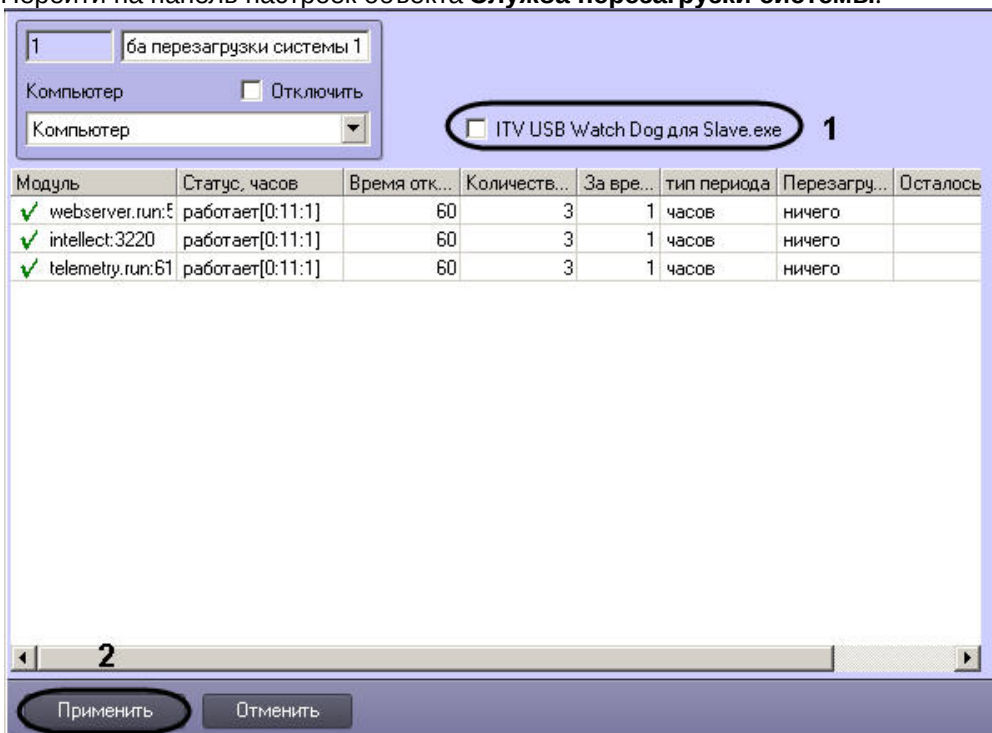 Перейти на панель настроек объекта Служба перезагрузки системы.
1 ба перезагрузки системы 1
Компьютер Отключить
Компьютер
ITV USB Watch Dog для Slave.exe 1
Модуль Статус, часов Время отк... Количеств... За вре... тип периода Перезагру... Осталось
webserver.run:5 работает[0:11:1] 60 3 1 часов ничего
intellect:3220 работает[0:11:1] 60 3 1 часов ничего
telemetry.run:61 работает[0:11:1] 60 3 1 часов ничего
2
Применить Отменить